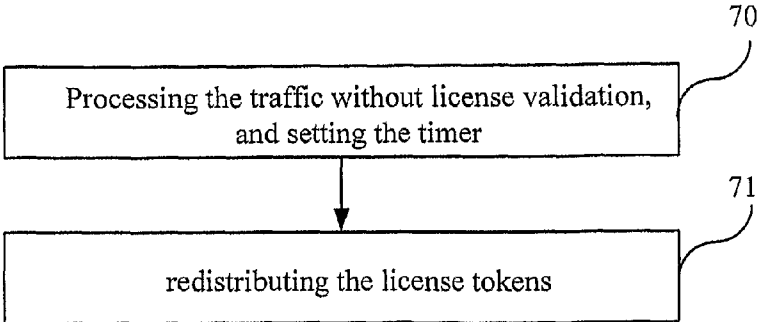 70
Processing the traffic without license validation,
and setting the timer
71
redistributing the license tokens